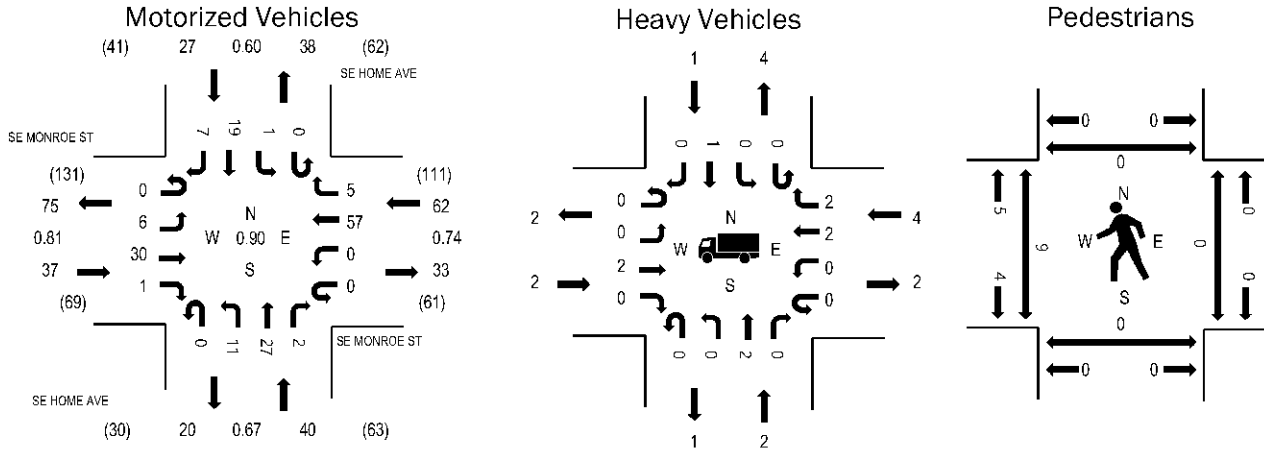 Motorized Vehicles
Heavy Vehicles
Pedestrians
(41) 27 0.60 38 (62)
SE HOME AVE
SE MONROE ST
7 19 1 0
(131) 0 5 (111)
75 6 57 62
0.81 0.90 0.74
30 0
37 1 0 33
(69) (61)
N
W E
S
0 11 27 2
SE MONROE ST
SE HOME AVE
(30) 20 0.67 40 (63)
1 4
0 1 0 0
0 2
2 0 2 4
2 0
2 0 0 2
N
W E
S
0 0 2 0
1 2
0 0
0
5 0
9 0
4 0
N
W E
S
0
0 0